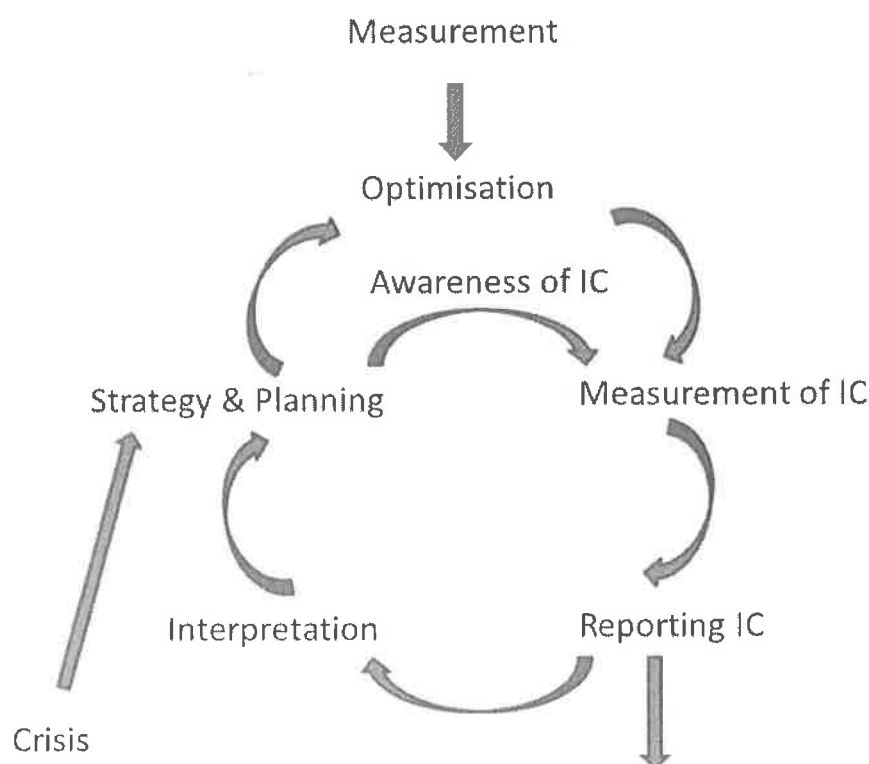 Measurement
Optimisation
Awareness of IC
Strategy & Planning
Measurement of IC
Interpretation
Reporting IC
Crisis